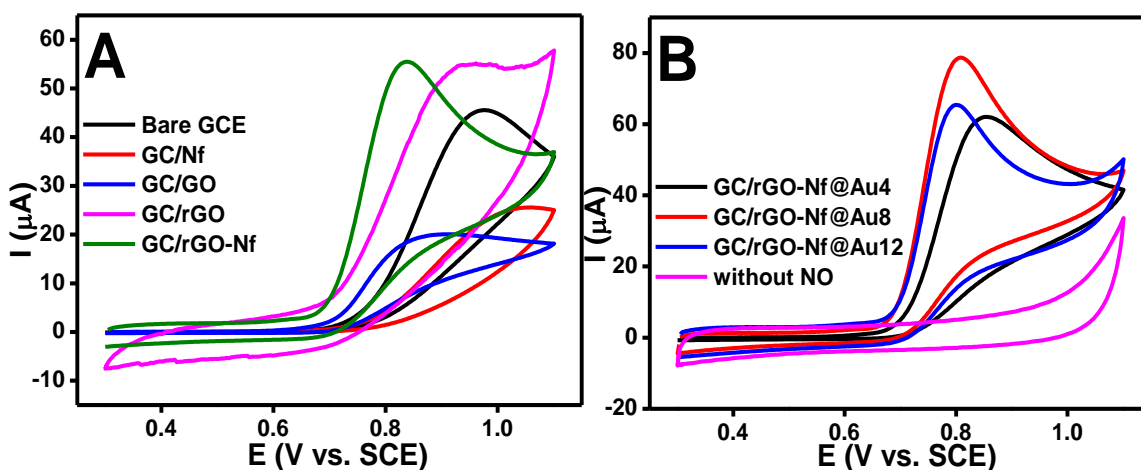 A
60
50
40
30
20
10
0
-10
I (μA)
Bare GCE
GC/Nf
GC/GO
GC/rGO
GC/rGO-Nf
0.4 0.6 0.8 1.0
E (V vs. SCE)
B
80
60
40
20
0
-20
I (μA)
GC/rGO-Nf@Au4
GC/rGO-Nf@Au8
GC/rGO-Nf@Au12
without NO
0.4 0.6 0.8 1.0
E (V vs. SCE)